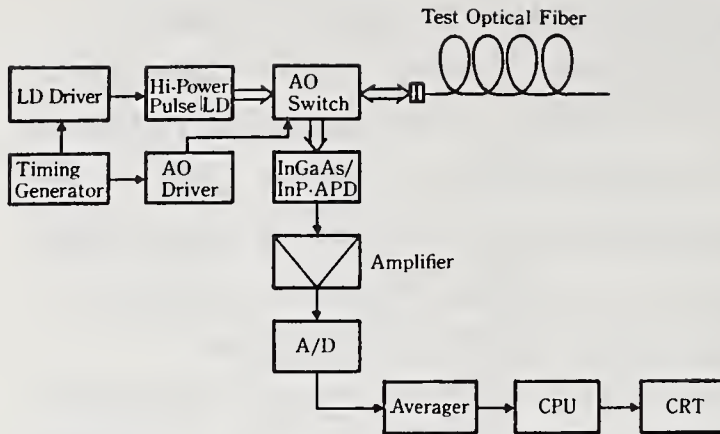 Test Optical Fiber
LD Driver
Hi-Power
Pulse LD
AO
Switch
Timing
Generator
AO
Driver
InGaAs/
InP·APD
Amplifier
A/D
Averager
CPU
CRT